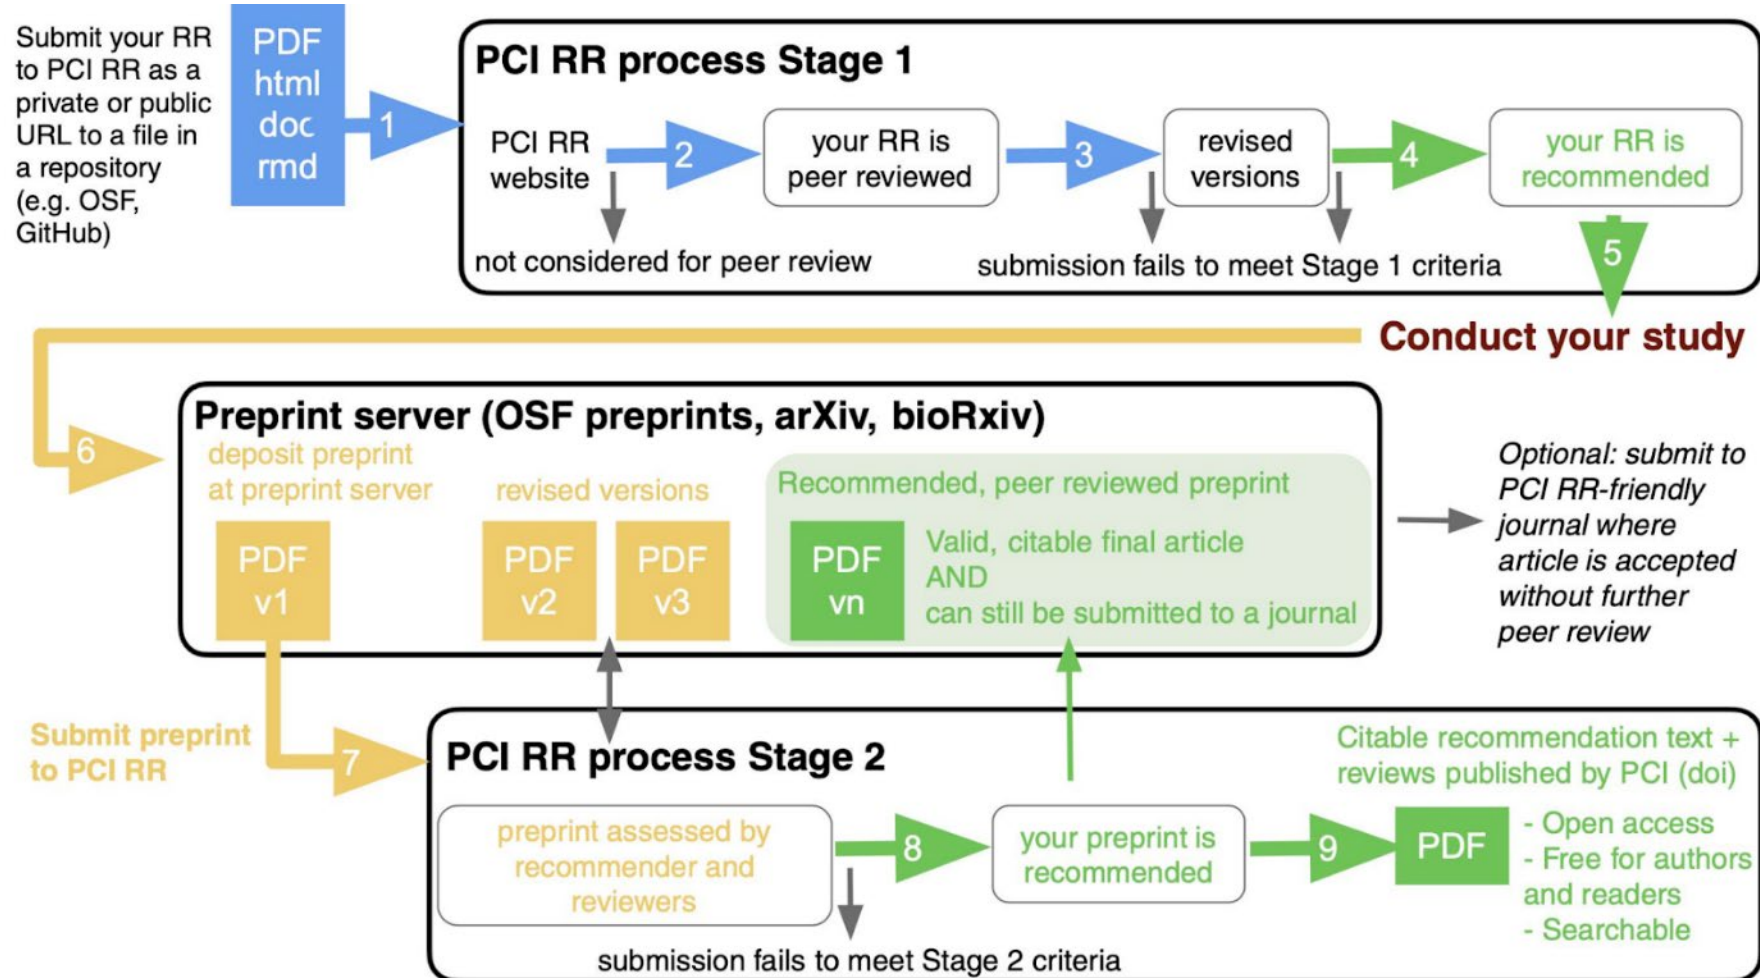 Submit your RR
to PCI RR as a
private or public
URL to a file in
a repository
(e.g. OSF,
GitHub)
PDF
html
doc
rmd
1
PCI RR process Stage 1
PCI RR
website
2
your RR is
peer reviewed
3
revised
versions
4
your RR is
recommended
not considered for peer review
submission fails to meet Stage 1 criteria
5
Conduct your study
6
Preprint server (OSF preprints, arXiv, bioRxiv)
deposit preprint
at preprint server
revised versions
Recommended, peer reviewed preprint
PDF
v1
PDF
v2
PDF
v3
PDF
vn
Valid, citable final article
AND
can still be submitted to a journal
Optional: submit to
PCI RR-friendly
journal where
article is accepted
without further
peer review
Submit preprint
to PCI RR
7
PCI RR process Stage 2
preprint assessed by
recommender and
reviewers
8
your preprint is
recommended
9
Citable recommendation text +
reviews published by PCI (doi)
PDF
- Open access
- Free for authors
and readers
- Searchable
submission fails to meet Stage 2 criteria